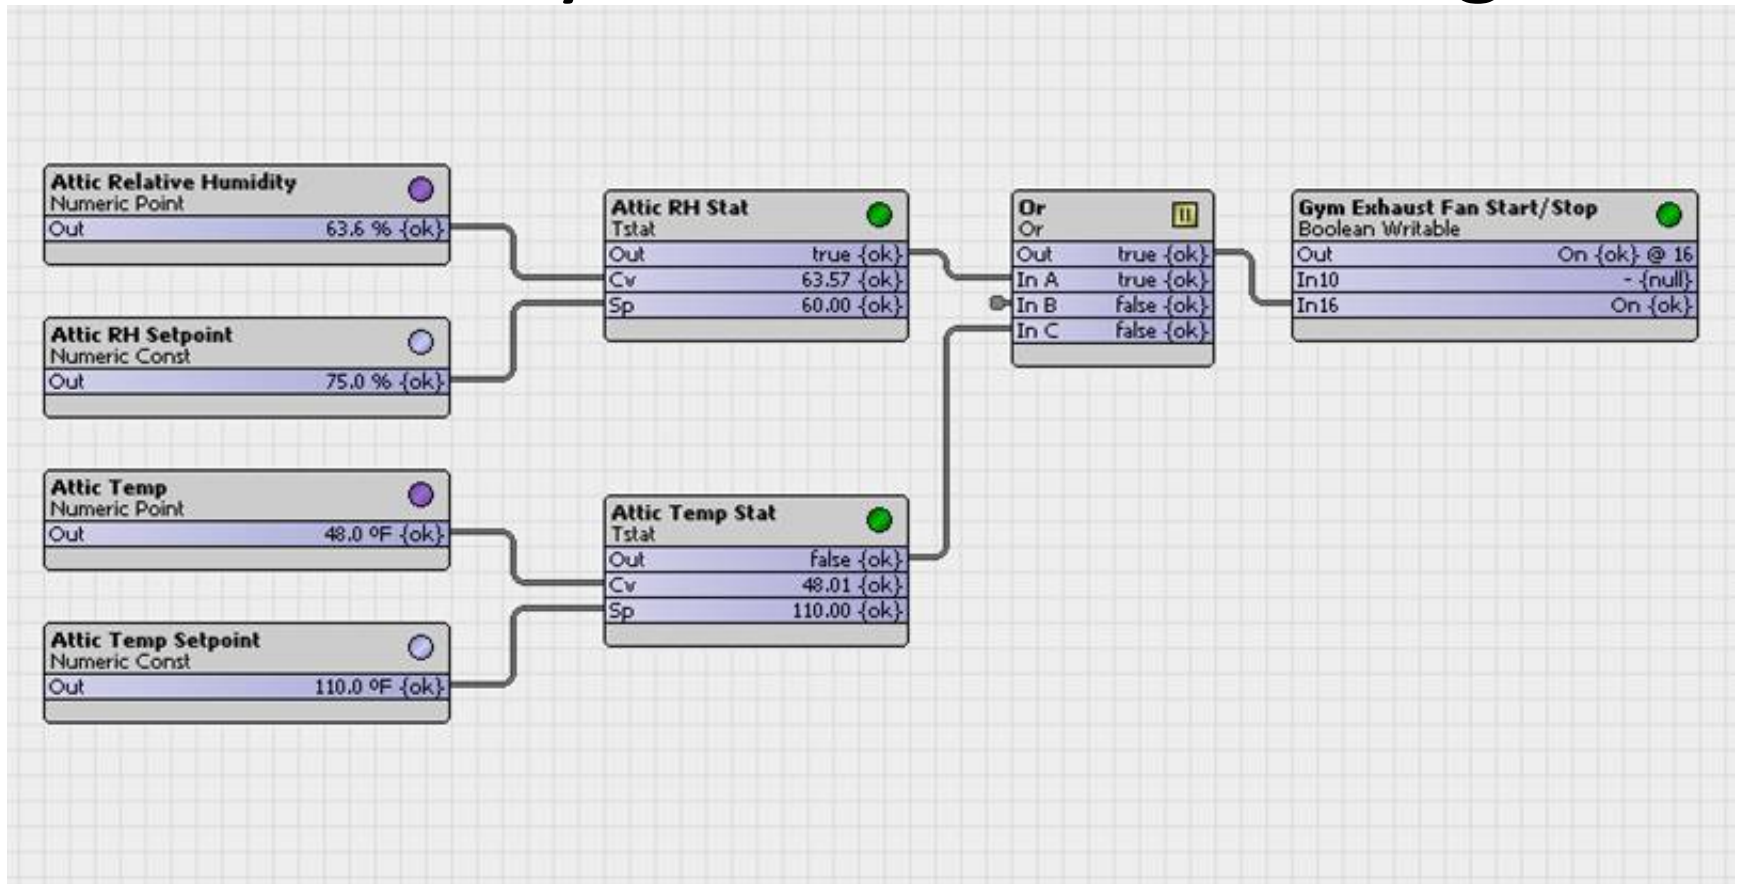 Attic Relative Humidity
Numeric Point
Out 63.6 % {ok}
Attic RH Setpoint
Numeric Const
Out 75.0 % {ok}
Attic Temp
Numeric Point
Out 48.0 ºF {ok}
Attic Temp Setpoint
Numeric Const
Out 110.0 ºF {ok}
Attic RH Stat
Tstat
Out true {ok}
Cv 63.57 {ok}
Sp 60.00 {ok}
Attic Temp Stat
Tstat
Out false {ok}
Cv 48.01 {ok}
Sp 110.00 {ok}
Or
Or
Out true {ok}
In A true {ok}
In B false {ok}
In C false {ok}
Gym Exhaust Fan Start/Stop
Boolean Writable
Out On {ok} @ 16
In10 - {null}
In16 On {ok}